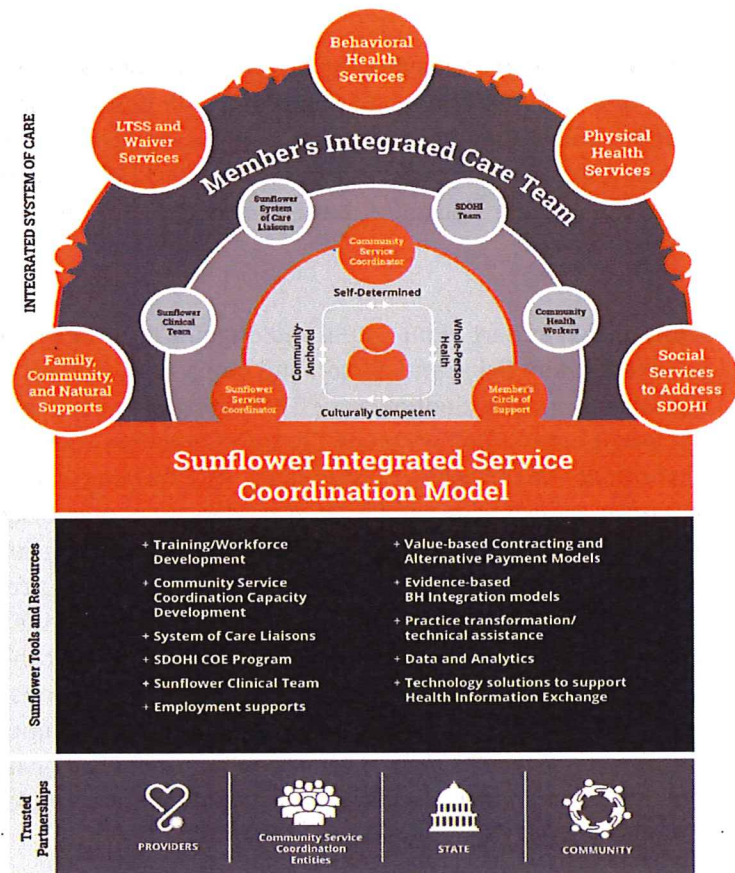 INTEGRATED SYSTEM OF CARE
Behavioral
Health
Services
LTSS and
Waiver
Services
Physical
Health
Services
Member's Integrated Care Team
Sunflower
System
of Care
Liaisons
SDOHI
Team
Community
Service
Coordinator
Sunflower
Clinical
Team
Community
Health
Workers
Self-Determined
Community-
Anchored
Whole-Person
Health
Culturally Competent
Family,
Community,
and Natural
Supports
Sunflower
Service
Coordinator
Member's
Circle of
Support
Social
Services
to Address
SDOHI
Sunflower Integrated Service
Coordination Model
Sunflower Tools and Resources
+ Training/Workforce
Development
+ Community Service
Coordination Capacity
Development
+ System of Care Liaisons
+ SDOHI COE Program
+ Sunflower Clinical Team
+ Employment supports
+ Value-based Contracting and
Alternative Payment Models
+ Evidence-based
BH Integration models
+ Practice transformation/
technical assistance
+ Data and Analytics
+ Technology solutions to support
Health Information Exchange
Trusted
Partnerships
PROVIDERS
Community Service
Coordination
Entities
STATE
COMMUNITY